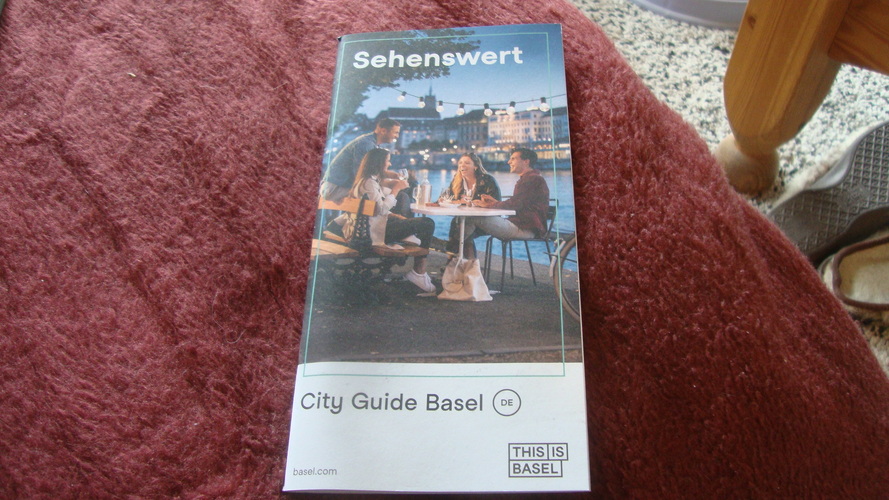 Sehenswert
City Guide Basel DE
basel.com
THIS IS
BASEL